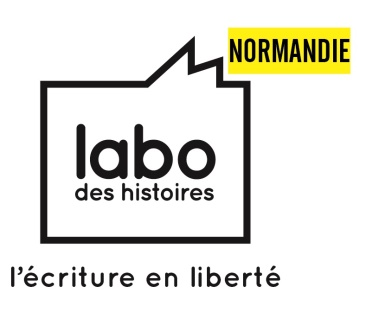 NORMANDIE
labo
des histoires
l'écriture en liberté